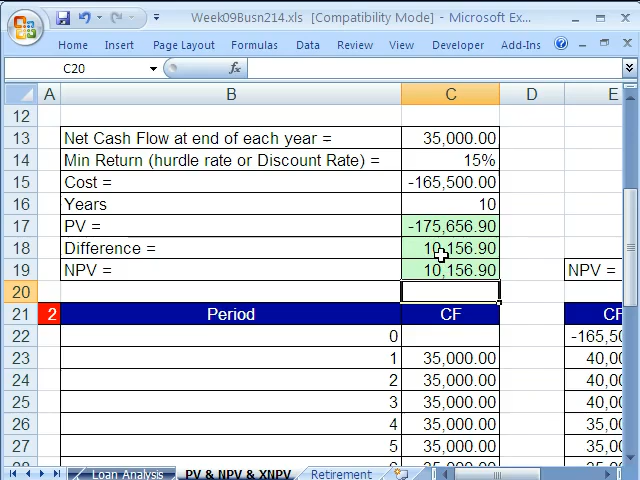 Week09Busn214.xls [Compatibility Mode] - Microsoft Ex...
Home Insert Page Layout Formulas Data Review View Developer Add-Ins
C20 fx
A B C D E
12
13 Net Cash Flow at end of each year = 35,000.00
14 Min Return (hurdle rate or Discount Rate) = 15%
15 Cost = -165,500.00
16 Years 10
17 PV = -175,656.90
18 Difference = 10,156.90
19 NPV = 10,156.90 NPV =
20
21 2 Period CF CF
22 0 -165,50
23 1 35,000.00 40,00
24 2 35,000.00 40,00
25 3 35,000.00 40,00
26 4 35,000.00 35,00
27 5 35,000.00 35,00
Loan Analysis PV & NPV & XNPV Retirement